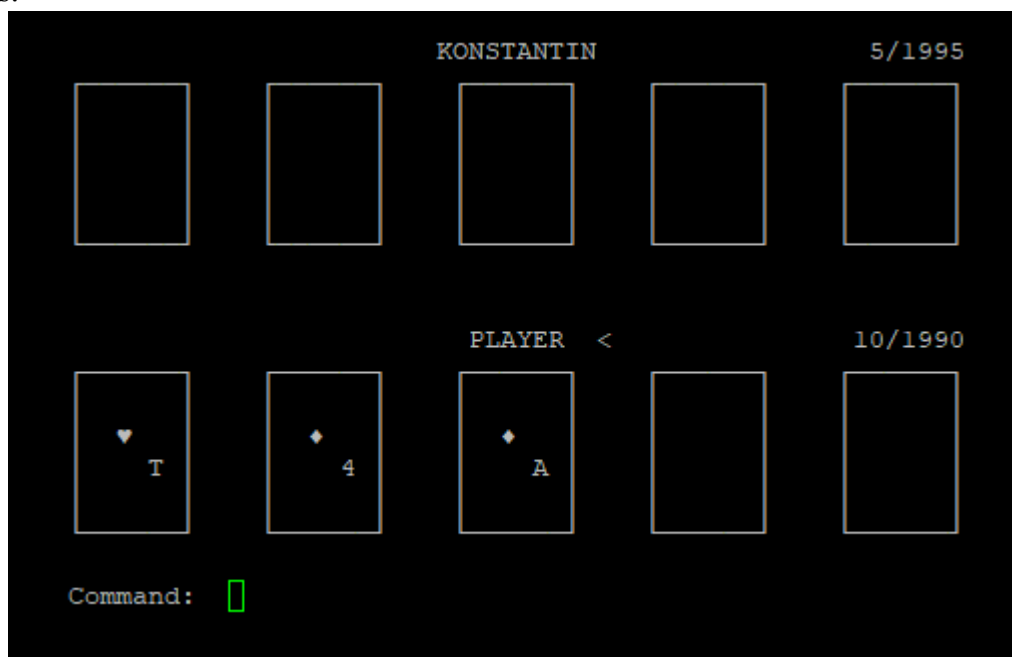 KONSTANTIN 5/1995
PLAYER < 10/1990
♥ ♦ ♦
T 4 A
Command: